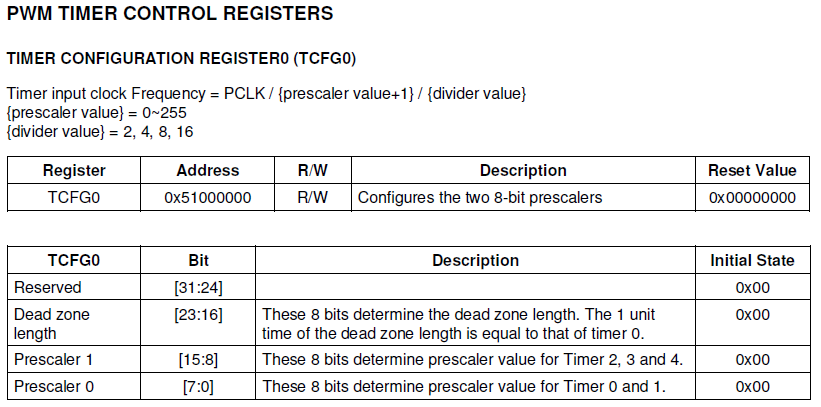 PWM TIMER CONTROL REGISTERS
TIMER CONFIGURATION REGISTER0 (TCFG0)
Timer input clock Frequency = PCLK / {prescaler value+1} / {divider value}
{prescaler value} = 0~255
{divider value} = 2, 4, 8, 16
Register Address R/W Description Reset Value
TCFG0 0x51000000 R/W Configures the two 8-bit prescalers 0x00000000
TCFG0 Bit Description Initial State
Reserved [31:24] 0x00
Dead zone length [23:16] These 8 bits determine the dead zone length. The 1 unit time of the dead zone length is equal to that of timer 0. 0x00
Prescaler 1 [15:8] These 8 bits determine prescaler value for Timer 2, 3 and 4. 0x00
Prescaler 0 [7:0] These 8 bits determine prescaler value for Timer 0 and 1. 0x00